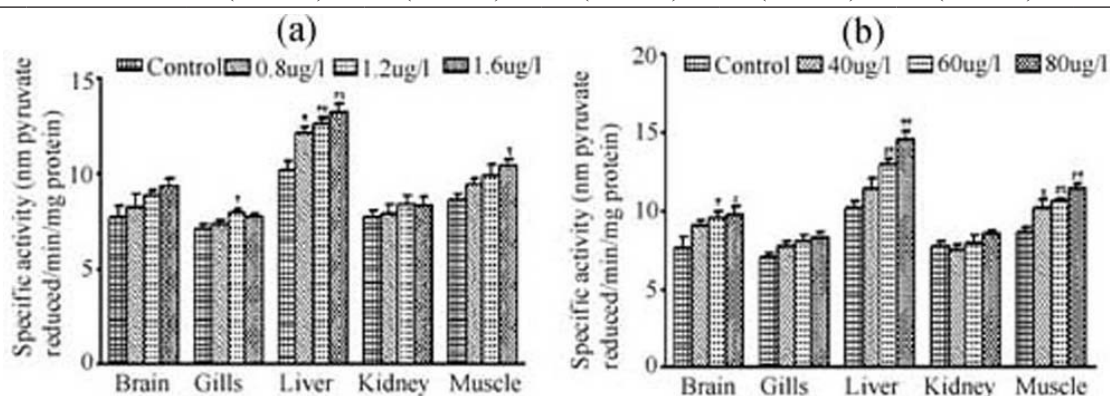 (a)
Control 0.8ug/l 1.2ug/l 1.6ug/l
Specific activity (nm pyruvate
reduced/min/mg protein)
15
10
5
0
Brain Gills Liver Kidney Muscle
(b)
Control 40ug/l 60ug/l 80ug/l
Specific activity (nm pyruvate
reduced/min/mg protein)
20
15
10
5
0
Brain Gills Liver Kidney Muscle